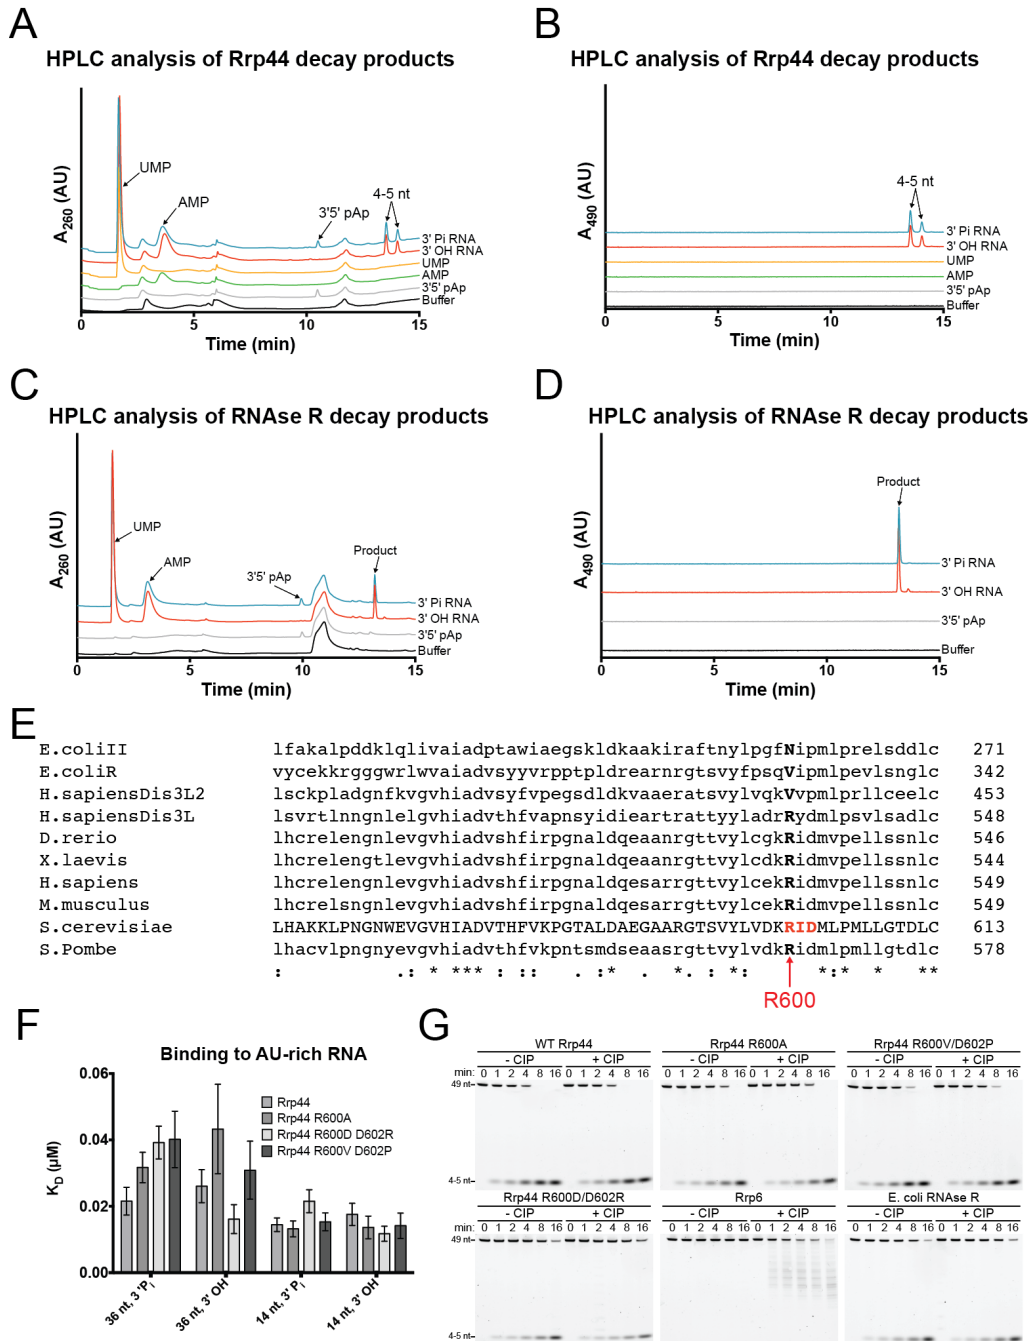 A
HPLC analysis of Rrp44 decay products
A260 (AU)
UMP
AMP
3'5' pAp
4-5 nt
3' Pi RNA
3' OH RNA
UMP
AMP
3'5' pAp
Buffer
0 5 10 15
Time (min)
B
HPLC analysis of Rrp44 decay products
A490 (AU)
4-5 nt
3' Pi RNA
3' OH RNA
UMP
AMP
3'5' pAp
Buffer
0 5 10 15
Time (min)
C
HPLC analysis of RNAse R decay products
A260 (AU)
UMP
AMP
3'5' pAp
Product
3' Pi RNA
3' OH RNA
3'5' pAp
Buffer
0 5 10 15
Time (min)
D
HPLC analysis of RNAse R decay products
A490 (AU)
Product
3' Pi RNA
3' OH RNA
3'5' pAp
Buffer
0 5 10 15
Time (min)
E
E.coliII lfakalpddklqlivaiadptawiaegskldkaakiraftnylpgfNipmlprelsddlc 271
E.coliR vycekkrgggwrlwvaiadvsyyvrpptpldrearnrgtsvyfpsqVipmlpevlsnglc 342
H.sapiensDis3L2 lsckpladgnfkvgvhiadvsyfvpegsdldkvaaeratsvylvqkVvpmlprllceelc 453
H.sapiensDis3L lsvrtlnngnlelgvhiadvthfvapnsyidieartrattyyladrRydmlpsvlsadlc 548
D.rerio lhcrelengnlevgvhiadvshfirpgnaldqeaanrgttvylcgkRidmvpellssnlc 546
X.laevis lhcrelengtlevgvhiadvshfirpgnaldqeaanrgttvylcdkRidmvpellssnlc 544
H.sapiens lhcrelengnlevgvhiadvshfirpgnaldqesarrgttvylcekRidmvpellssnlc 549
M.musculus lhcrelsngnlevgvhiadvshfirpgnaldqesarrgttvylcekRidmvpellssnlc 549
S.cerevisiae LHAKKLPNGNWEVGVHIADVTHFVKPGTALDAEGAARGTSVYLVDKRIDMLPMLLGTDLC 613
S.Pombe lhacvlpngnyevgvhiadvthfvkpntsmdseaaargttvylvdkRidmlpmllgtdlc 578
: .: * *** : :: . :* . *. : *: *: * **
R600
F
Binding to AU-rich RNA
KD (μM)
0.06
0.04
0.02
0.00
Rrp44
Rrp44 R600A
Rrp44 R600D D602R
Rrp44 R600V D602P
36 nt, 3' Pi
36 nt, 3' OH
14 nt, 3' Pi
14 nt, 3' OH
G
WT Rrp44 Rrp44 R600A Rrp44 R600V/D602P
- CIP + CIP - CIP + CIP - CIP + CIP
min: 0 1 2 4 8 16 0 1 2 4 8 16 0 1 2 4 8 16 0 1 2 4 8 16 0 1 2 4 8 16 0 1 2 4 8 16
49 nt
4-5 nt
Rrp44 R600D/D602R Rrp6 E. coli RNAse R
- CIP + CIP - CIP + CIP - CIP + CIP
min: 0 1 2 4 8 16 0 1 2 4 8 16 0 1 2 4 8 16 0 1 2 4 8 16 0 1 2 4 8 16 0 1 2 4 8 16
49 nt
4-5 nt